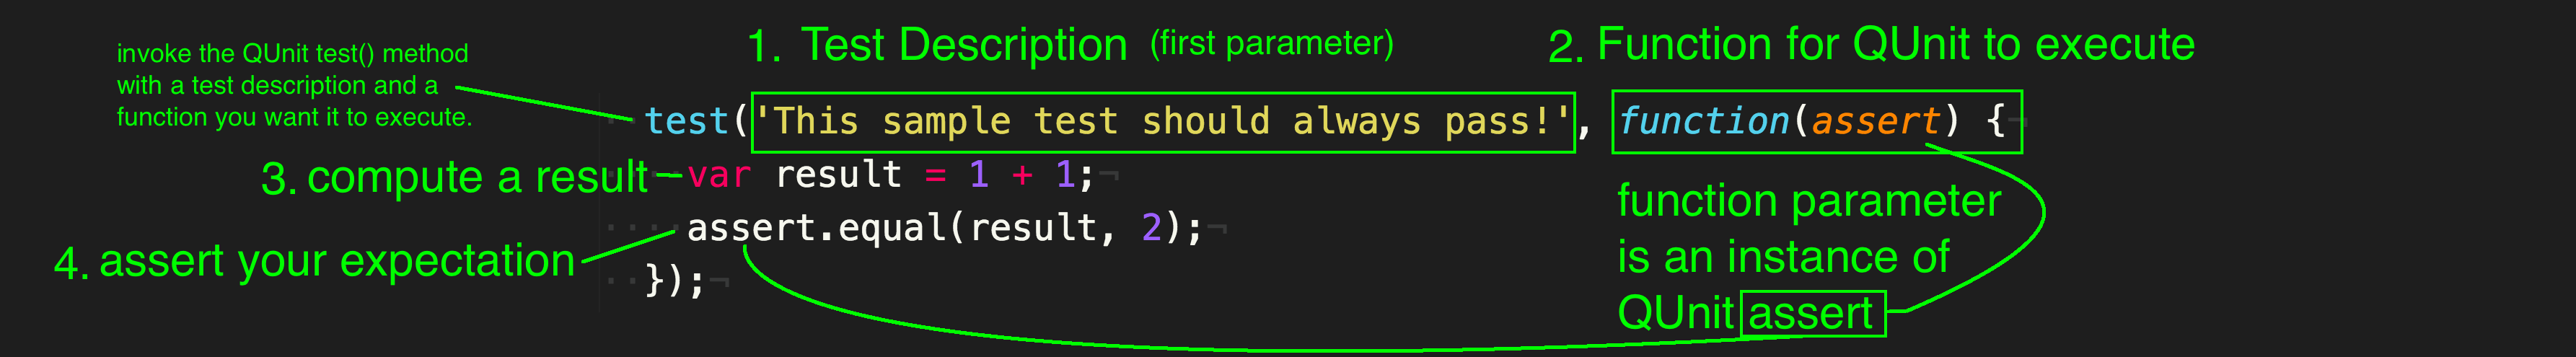 invoke the QUnit test() method
with a test description and a
function you want it to execute.
1. Test Description (first parameter)
2. Function for QUnit to execute
test('This sample test should always pass!', function(assert) {¬
3. compute a result
var result = 1 + 1;¬
4. assert your expectation
assert.equal(result, 2);¬
});¬
function parameter
is an instance of
QUnit assert